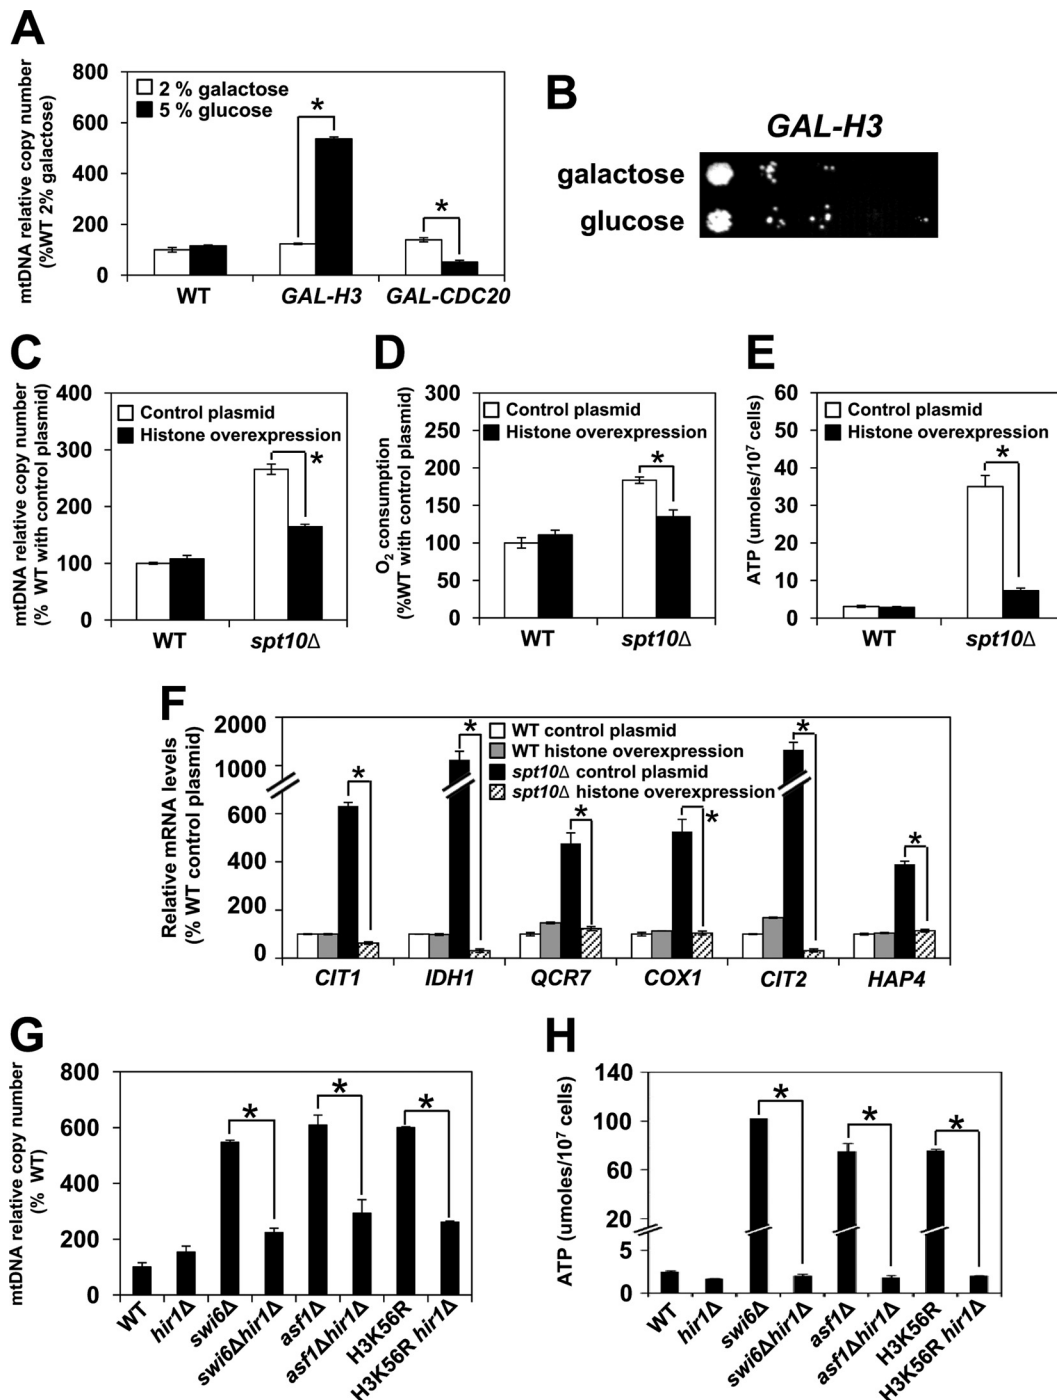 A
mtDNA relative copy number
(%WT 2% galactose)
800
600
400
200
0
2 % galactose
5 % glucose
*
*
WT
GAL-H3
GAL-CDC20
B
GAL-H3
galactose
glucose
C
mtDNA relative copy number
(% WT with control plasmid)
400
300
200
100
0
Control plasmid
Histone overexpression
*
WT
spt10Δ
D
O2 consumption
(%WT with control plasmid)
300
250
200
150
100
50
0
Control plasmid
Histone overexpression
*
WT
spt10Δ
E
ATP (umoles/10⁷ cells)
60
50
40
30
20
10
0
Control plasmid
Histone overexpression
*
WT
spt10Δ
F
Relative mRNA levels
(% WT control plasmid)
2000
1000
600
400
200
0
WT control plasmid
WT histone overexpression
spt10Δ control plasmid
spt10Δ histone overexpression
*
*
*
*
*
*
CIT1
IDH1
QCR7
COX1
CIT2
HAP4
G
mtDNA relative copy number
(% WT)
800
600
400
200
0
*
*
*
WT
hir1Δ
swi6Δ
swi6Δhir1Δ
asf1Δ
asf1Δhir1Δ
H3K56R
H3K56R hir1Δ
H
ATP (umoles/10⁷ cells)
140
100
60
20
5
0
*
*
*
WT
hir1Δ
swi6Δ
swi6Δhir1Δ
asf1Δ
asf1Δhir1Δ
H3K56R
H3K56R hir1Δ